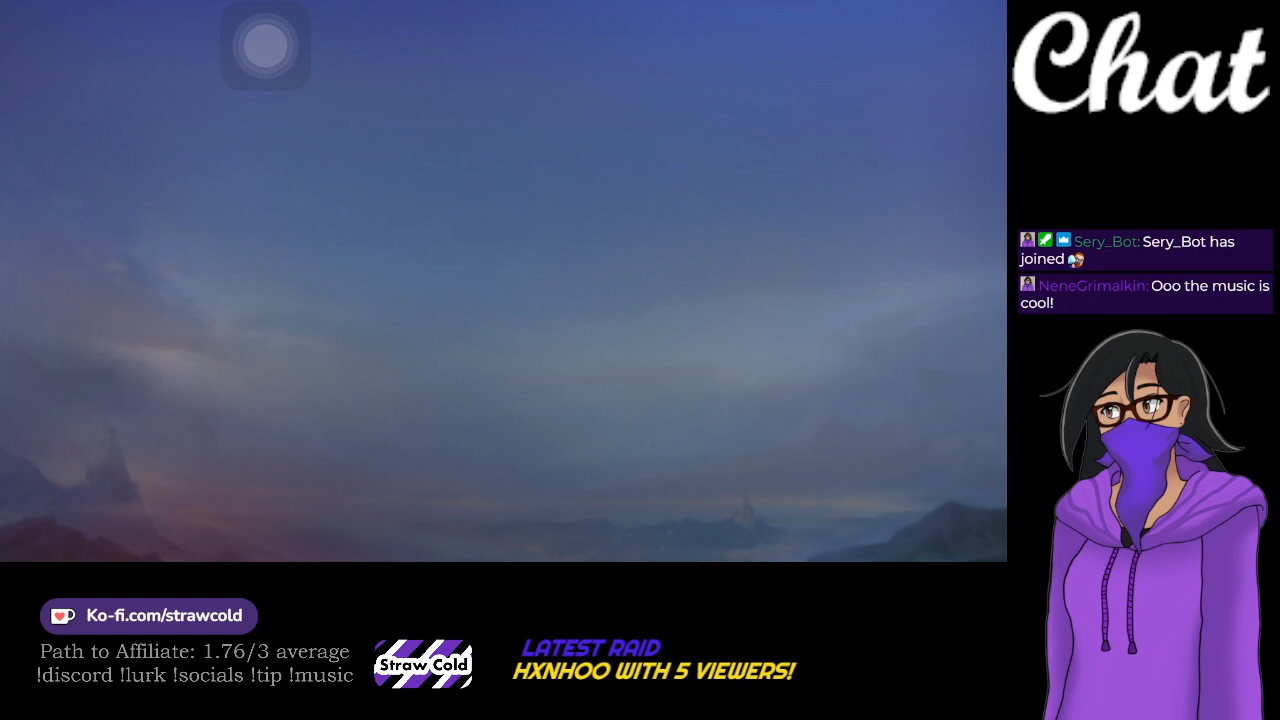 Chat
Sery_Bot: Sery_Bot has
joined
NeneGrimalkin: Ooo the music is
cool!
Ko-fi.com/strawcold
Path to Affiliate: 1.76/3 average
!discord !lurk !socials !tip !music
Straw Cold
LATEST RAID
HXNHOO WITH 5 VIEWERS!